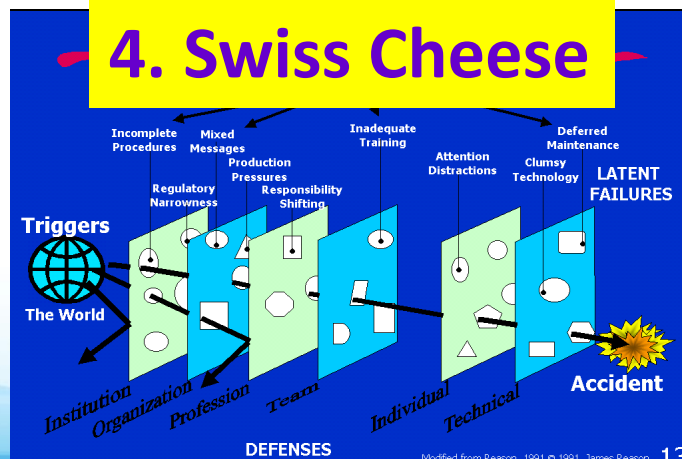 4. Swiss Cheese
Incomplete
Procedures
Mixed
Messages
Inadequate
Training
Deferred
Maintenance
Production
Pressures
Attention
Distractions
Clumsy
Technology
LATENT
FAILURES
Regulatory
Narrowness
Responsibility
Shifting
Triggers
The World
Accident
Institution
Organization
Profession
Team
Individual
Technical
DEFENSES
Modified from Reason, 1991 © 1991, James Reason
13